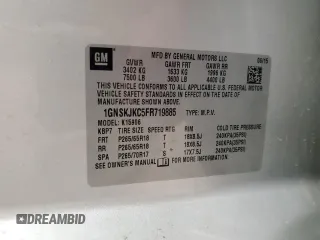 GM
MFD BY GENERAL MOTORS LLC
06/15
GVWR GAWR FRT GAWR RR
3402 KG 1633 KG 1996 KG
7500 LB 3600 LB 4400 LB
THIS VEHICLE CONFORMS TO ALL APPLICABLE U.S. FEDERAL MOTOR
VEHICLE SAFETY
STANDARDS IN EFFECT ON THE DATE OF MANUFACTURE SHOWN ABOVE.
1GNSKJKC5FR719885 TYPE: M.P.V.
MODEL: K15906
KBP7 TIRE SIZE SPEED RTG RIM COLD TIRE PRESSURE
FRT P265/65R18 T 18X8.5J 240KPA(35PSI)
RR P265/65R18 T 18X8.5J 240KPA(35PSI)
SPA P265/70R17 S 17X7.5J 240KPA(35PSI)
SEE OWNER'S MANUAL FOR ADDITIONAL INFORMATION.